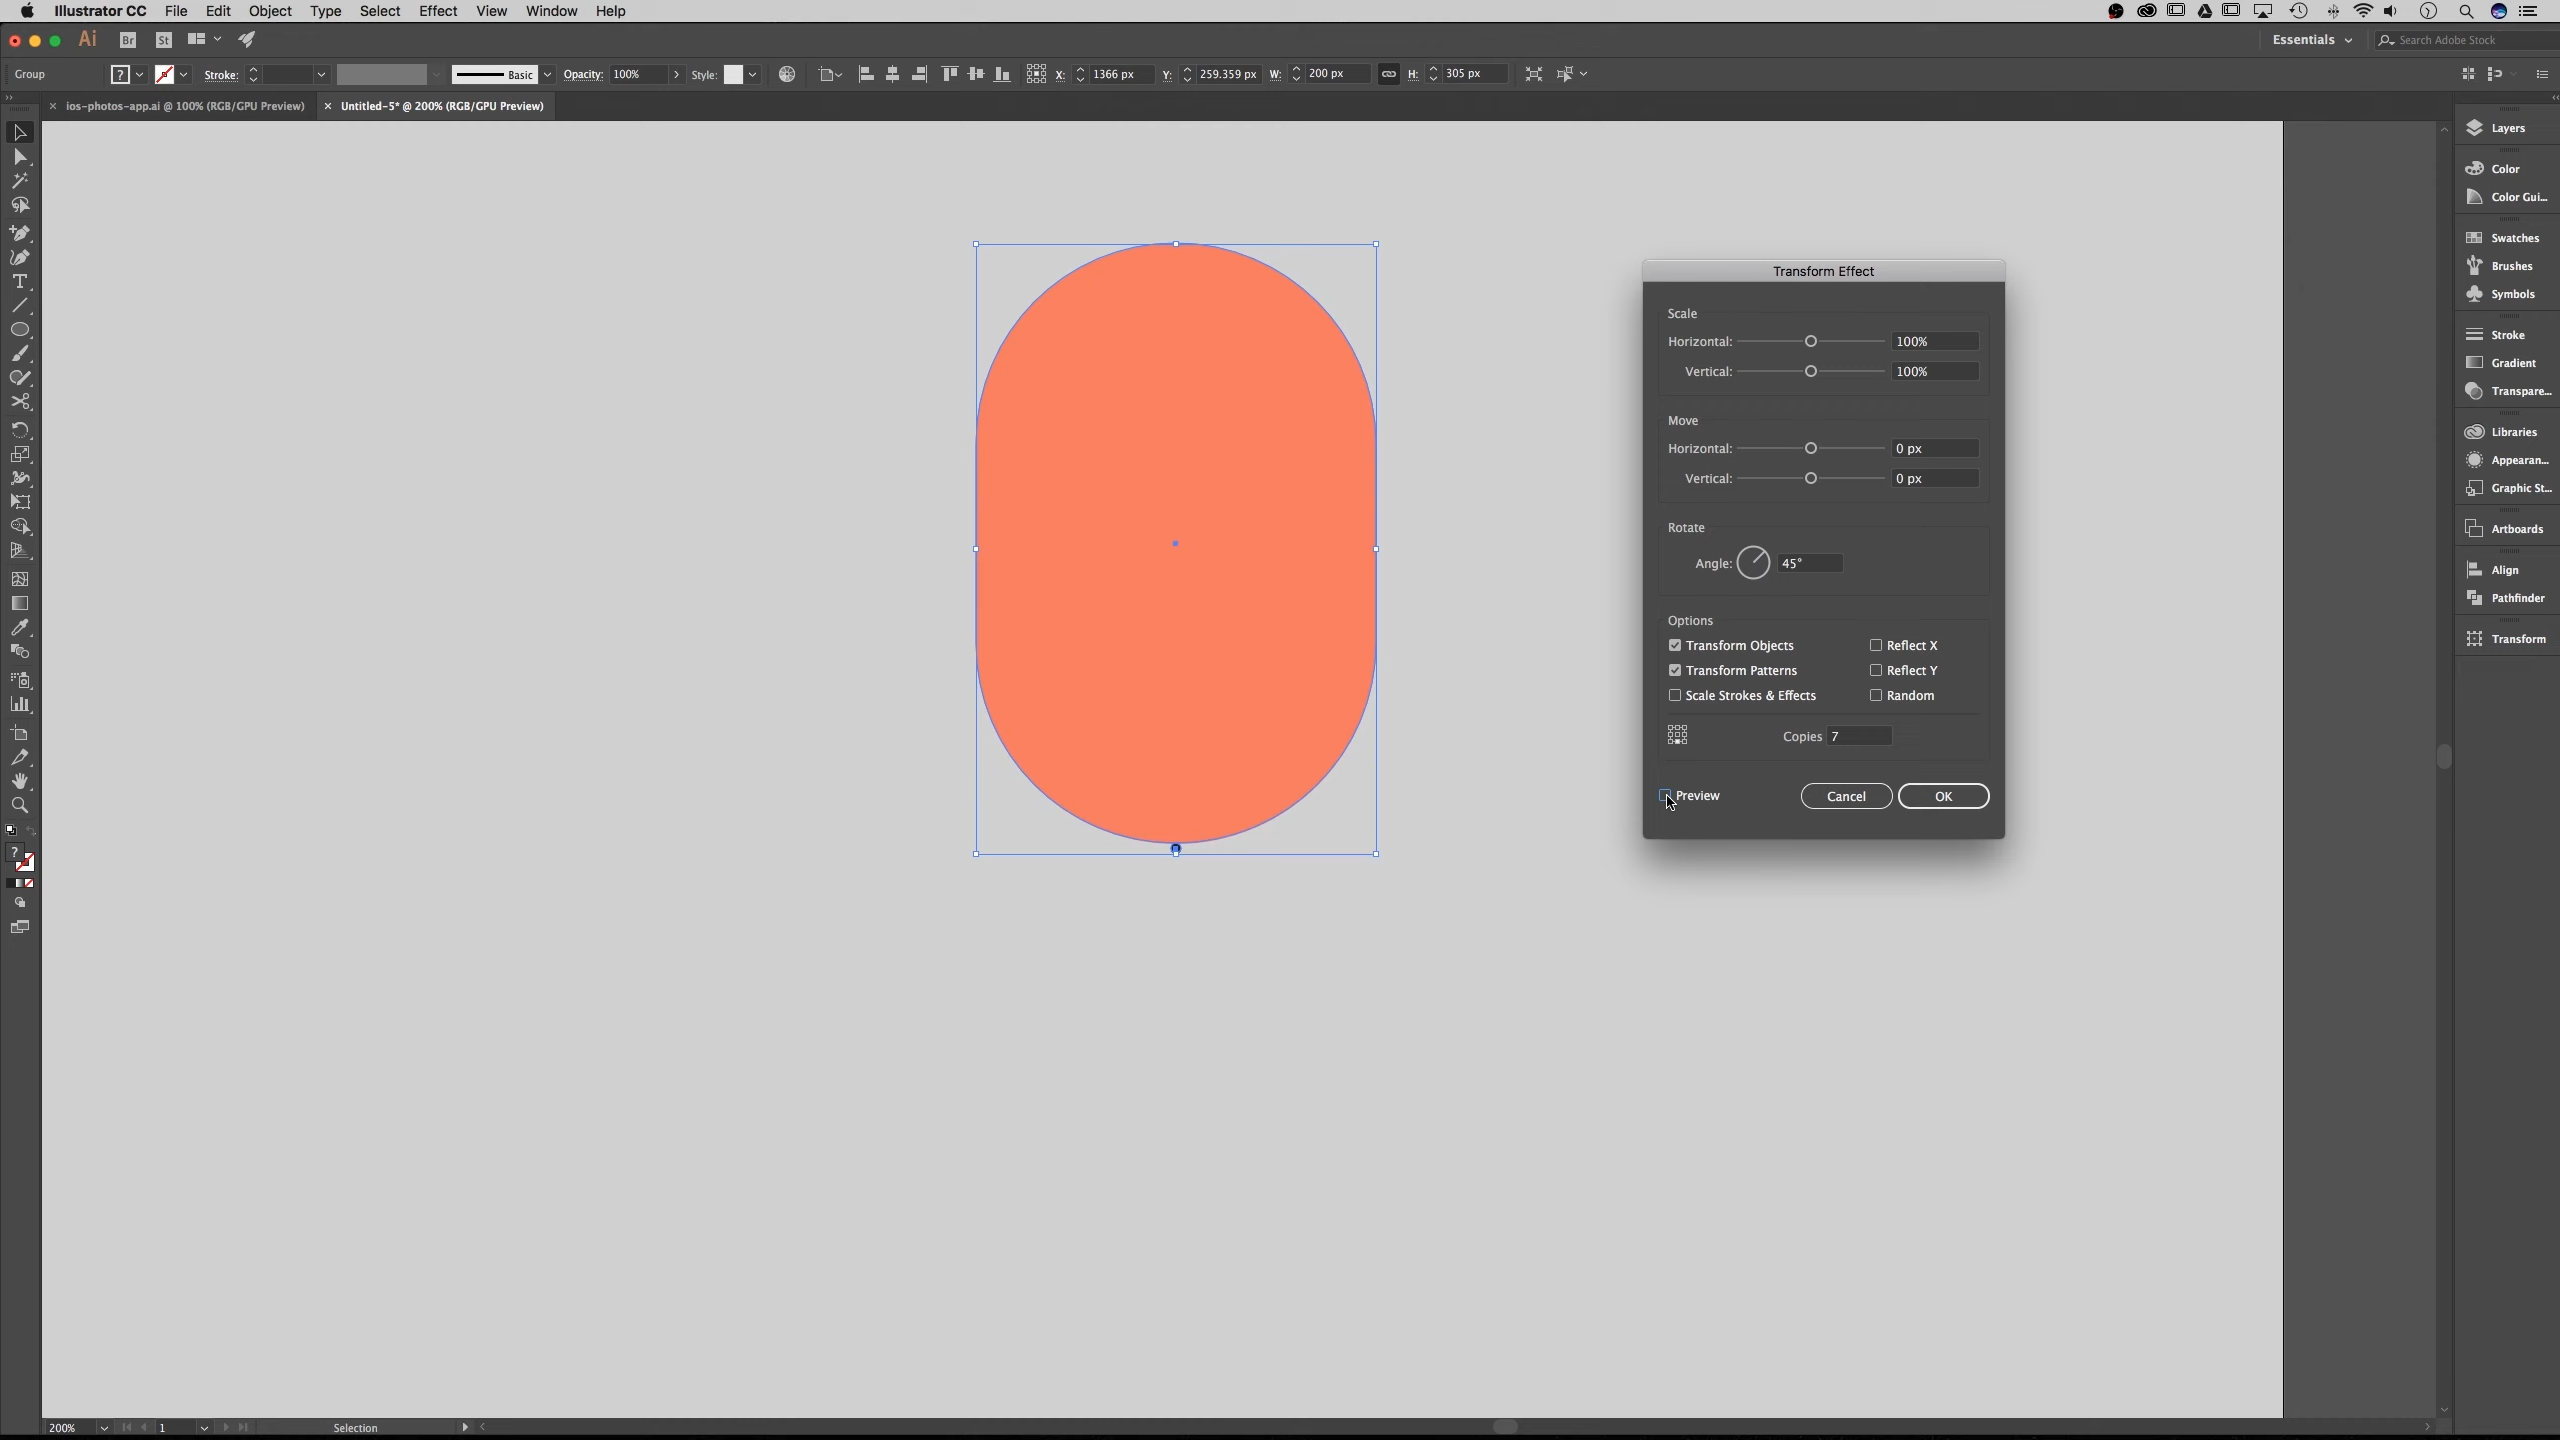 Illustrator CC File Edit Object Type Select Effect View Window Help
Ai Br St Essentials Search Adobe Stock
Group ? Stroke: Basic Opacity: 100% Style: X: 1366 px Y: 259.359 px W: 200 px H: 305 px
× ios-photos-app.ai @ 100% (RGB/GPU Preview) × Untitled-5* @ 200% (RGB/GPU Preview)
Layers
Color
Color Gui...
Swatches
Brushes
Symbols
Stroke
Gradient
Transpare...
Libraries
Appearan...
Graphic St...
Artboards
Align
Pathfinder
Transform
Transform Effect
Scale
Horizontal: 100%
Vertical: 100%
Move
Horizontal: 0 px
Vertical: 0 px
Rotate
Angle: 45°
Options
Transform Objects Reflect X
Transform Patterns Reflect Y
Scale Strokes & Effects Random
Copies 7
Preview Cancel OK
?
200% 1 Selection